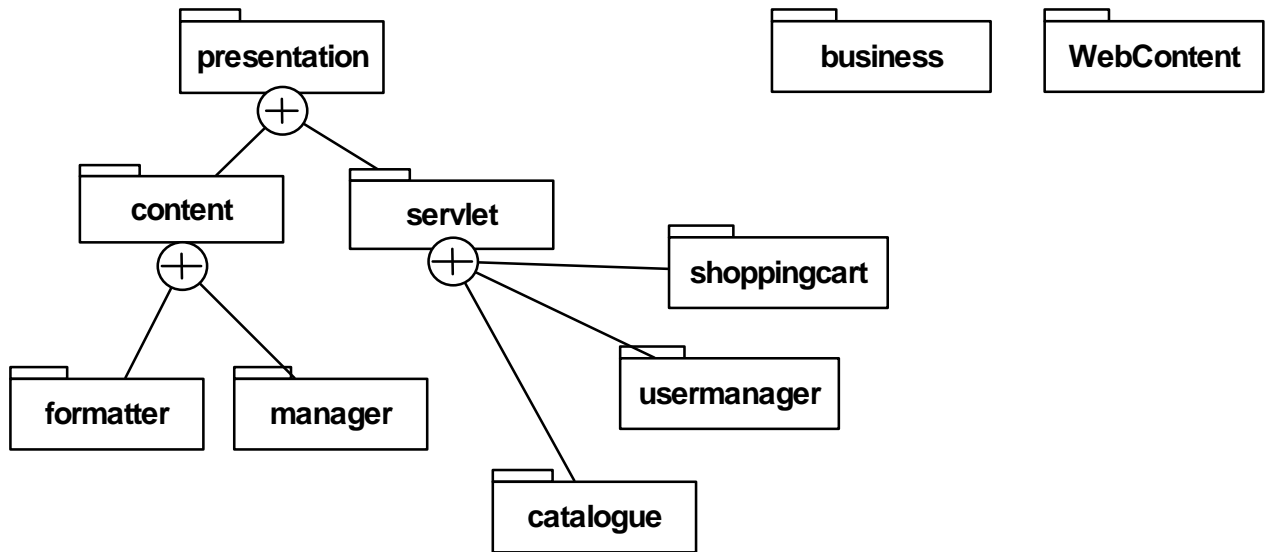 presentation
business
WebContent
content
servlet
shoppingcart
usermanager
formatter
manager
catalogue